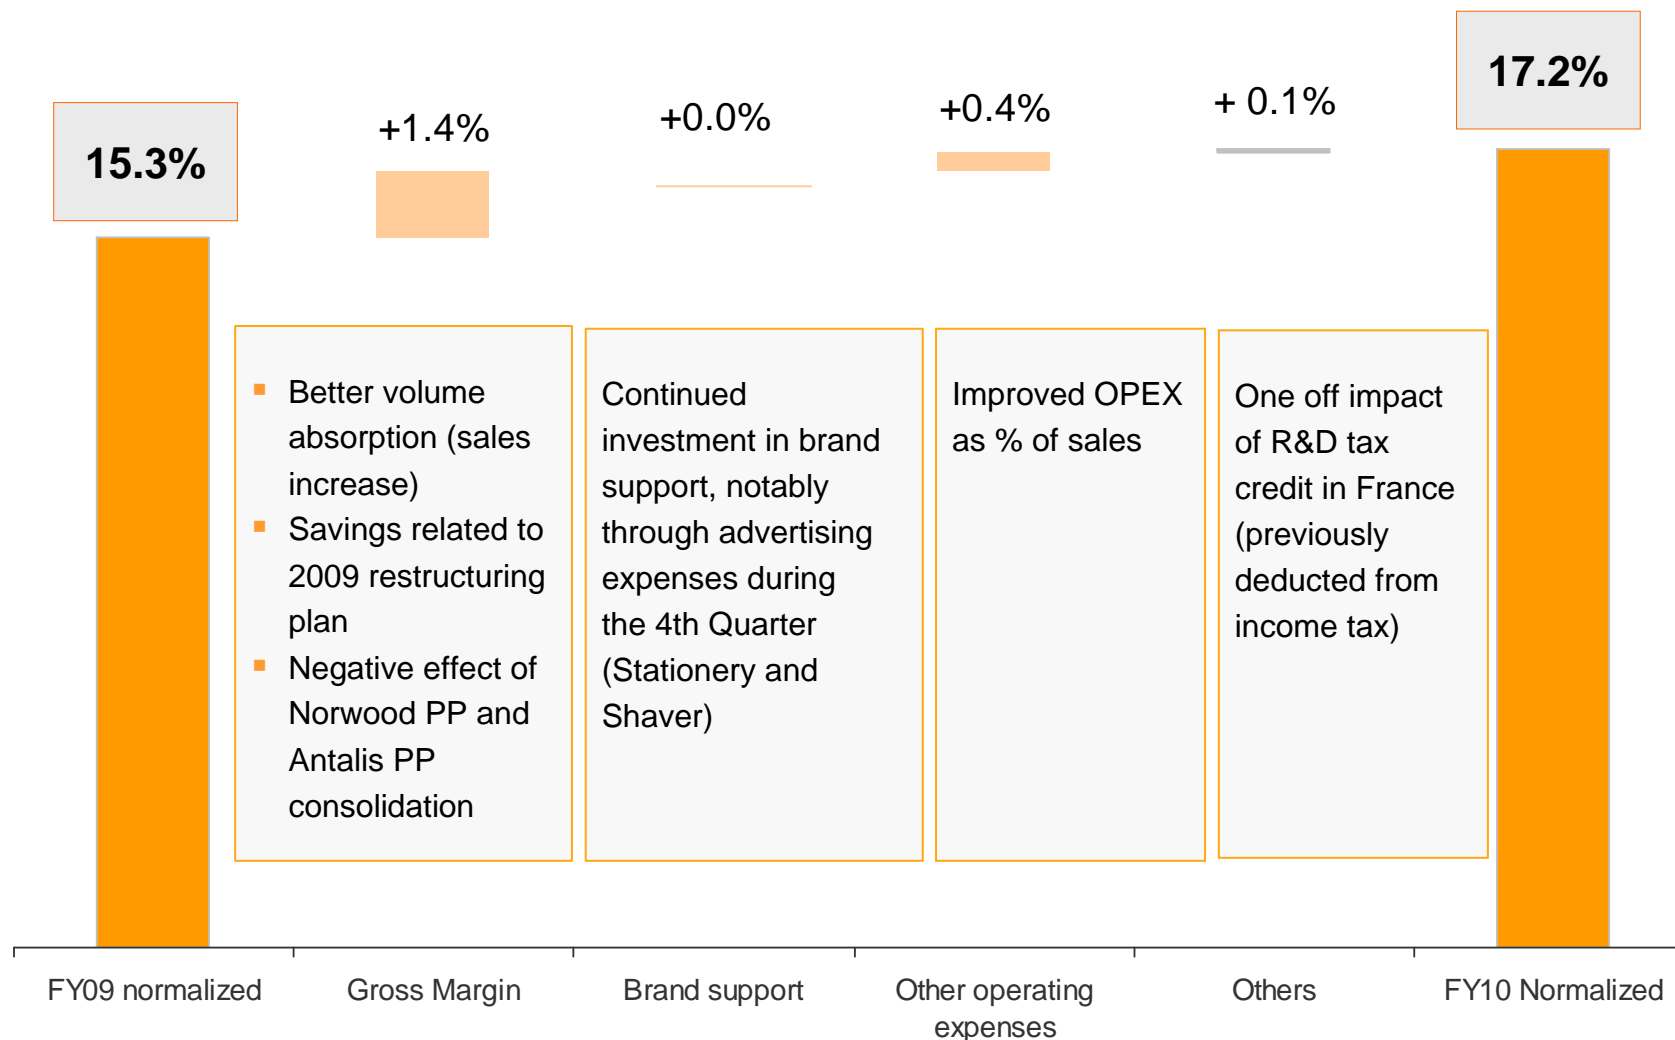 15.3%
+1.4%
+0.0%
+0.4%
+ 0.1%
17.2%
▪ Better volume
absorption (sales
increase)
▪ Savings related to
2009 restructuring
plan
▪ Negative effect of
Norwood PP and
Antalis PP
consolidation
Continued
investment in brand
support, notably
through advertising
expenses during
the 4th Quarter
(Stationery and
Shaver)
Improved OPEX
as % of sales
One off impact
of R&D tax
credit in France
(previously
deducted from
income tax)
FY09 normalized
Gross Margin
Brand support
Other operating
expenses
Others
FY10 Normalized